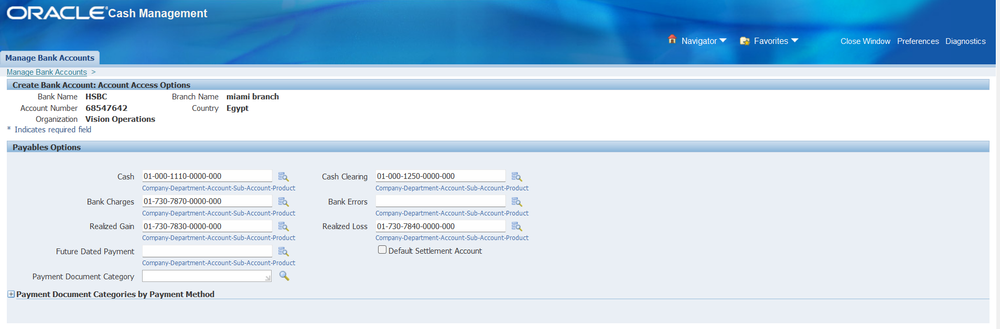 ORACLE® Cash Management
Navigator Favorites Close Window Preferences Diagnostics
Manage Bank Accounts
Manage Bank Accounts >
Create Bank Account: Account Access Options
Bank Name HSBC Branch Name miami branch
Account Number 68547642 Country Egypt
Organization Vision Operations
* Indicates required field
Payables Options
Cash 01-000-1110-0000-000 Cash Clearing 01-000-1250-0000-000
Company-Department-Account-Sub-Account-Product Company-Department-Account-Sub-Account-Product
Bank Charges 01-730-7870-0000-000 Bank Errors
Company-Department-Account-Sub-Account-Product Company-Department-Account-Sub-Account-Product
Realized Gain 01-730-7830-0000-000 Realized Loss 01-730-7840-0000-000
Company-Department-Account-Sub-Account-Product Company-Department-Account-Sub-Account-Product
Future Dated Payment Default Settlement Account
Company-Department-Account-Sub-Account-Product
Payment Document Category
Payment Document Categories by Payment Method